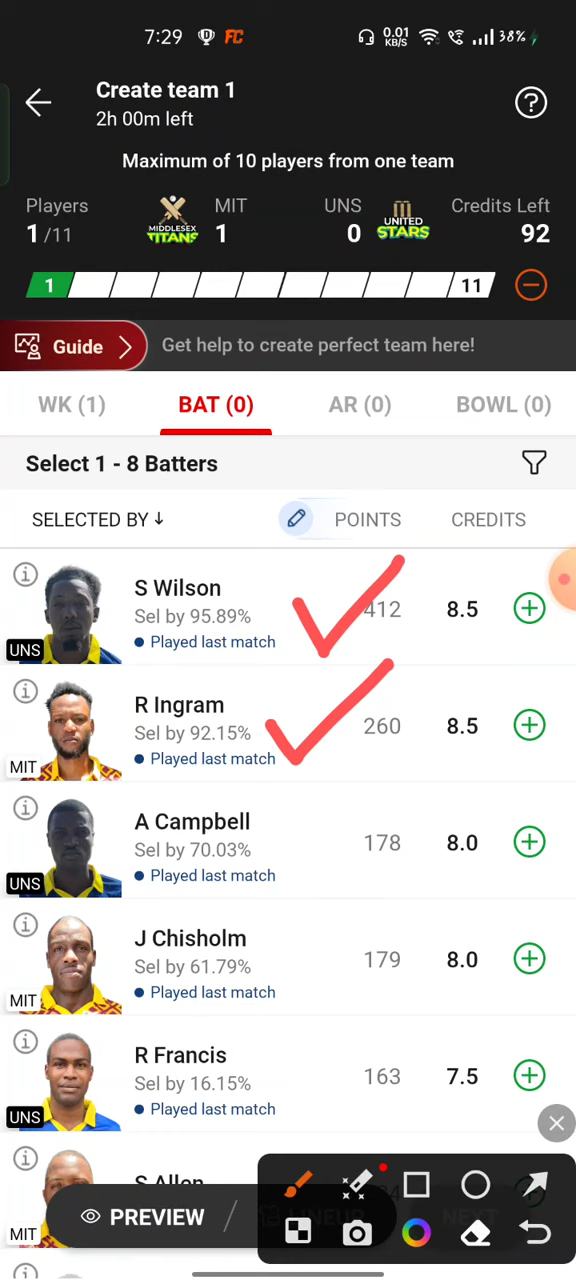 7:29 FC 0.01 KB/S 38%
Create team 1
2h 00m left
Maximum of 10 players from one team
Players MIT UNS Credits Left
1/11 MIDDLESEX TITANS 1 0 UNITED STARS 92
1 11
Guide Get help to create perfect team here!
WK (1) BAT (0) AR (0) BOWL (0)
Select 1 - 8 Batters
SELECTED BY ↓ POINTS CREDITS
S Wilson
Sel by 95.89% 412 8.5
UNS • Played last match
R Ingram
Sel by 92.15% 260 8.5
MIT • Played last match
A Campbell
Sel by 70.03% 178 8.0
UNS • Played last match
J Chisholm
Sel by 61.79% 179 8.0
MIT • Played last match
R Francis
Sel by 16.15% 163 7.5
UNS • Played last match
S Allen
MIT PREVIEW / LINEUP NEXT